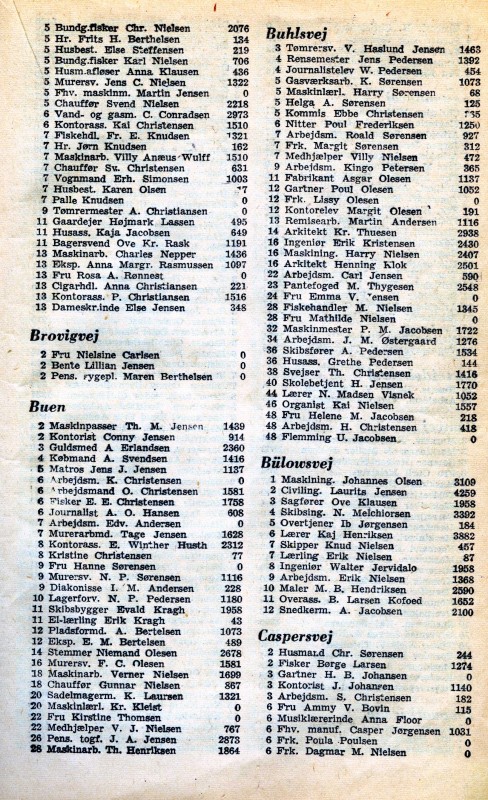 5 Bundg.fisker Chr. Nielsen 2076
5 Hr. Frits H. Berthelsen 134
5 Husbest. Else Steffensen 219
5 Bundg.fisker Karl Nielsen 706
5 Husm.afløser Anna Klausen 436
5 Murersv. Jens C. Nielsen 1322
5 Fhv. maskinm. Martin Jensen 0
5 Chauffør Svend Nielsen 2218
6 Vand- og gasm. C. Conradsen 2973
6 Kontorass. Kai Christensen 1510
7 Fiskehdl. Fr. E. Knudsen 1321
7 Hr. Jørn Knudsen 162
7 Maskinarb. Villy Anæus Wulff 1510
7 Chauffør Sv. Christensen 631
7 Vognmand Erh. Simonsen 1003
7 Husbest. Karen Olsen
7 Palle Knudsen 0
9 Tømrermester A. Christiansen 0
11 Gaardejer Højmark Lassen 495
11 Husass. Kaja Jacobsen 649
11 Bagersvend Ove Kr. Rask 1191
13 Maskinarb. Charles Nepper 1436
13 Eksp. Anna Margr. Rasmussen 1097
13 Fru Rosa A. Rønnest 0
13 Cigarhdl. Anna Christiansen 221
13 Kontorass. P. Christiansen 1516
13 Dameskr.inde Else Jensen 348
Brovigvej
2 Fru Nielsine Carlsen 0
2 Bente Lillian Jensen 0
2 Pens. rygepl. Maren Berthelsen 0
Buen
2 Maskinpasser Th. M. Jensen 1439
2 Kontorist Conny Jensen 914
3 Guldsmed A Erlandsen 2360
4 Købmand A. Svendsen 1416
5 Matros Jens J. Jensen 1137
6 Arbejdsm. K. Christensen 0
6 Arbejdsmand O. Christensen 1581
6 Fisker E E. Christensen 1758
6 Journalist A. O. Hansen 608
7 Arbejdsm. Edv. Andersen 0
7 Murerarbmd. Tage Jensen 1628
8 Kontorass. E. Winther Husth 2312
8 Kristine Christensen 77
9 Fru Hanne Sørensen 0
9 Murersv. N. P. Sørensen 1116
9 Diakonisse I. M. Andersen 228
10 Lagerforv. N. P. Pedersen 1180
11 Skibsbygger Evald Kragh 1958
11 El-lærling Erik Kragh 43
12 Pladsformd. A. Bertelsen 1073
12 Eksp. E. M. Bertelsen 489
14 Stemmer Niemand Olesen 2678
16 Murersv. F. C. Olesen 1581
18 Maskinarb. Verner Nielsen 1699
18 Chauffør Gunnar Nielsen 867
20 Sadelmagerm. K. Laursen 1327
20 Maskinlærl. Kr. Kleist 0
22 Fru Kirstine Thomsen 0
22 Medhjælper V. J. Nielsen 767
26 Pens. togf. J. A. Jensen 2873
28 Maskinarb. Th. Henriksen 1864
Buhlsvej
3 Tømrersv. V. Haslund Jensen 1463
4 Rensemester Jens Pedersen 1392
4 Journalistelev W. Pedersen 454
5 Gasværksarb. K. Sørensen 1073
5 Maskinlærl. Harry Sørensen 68
5 Helga A. Sørensen 125
5 Kommis Ebbe Christensen
6 Nitter Poul Frederiksen 1250
7 Arbejdsm. Roald Sørensen 927
7 Frk. Margit Sørensen 312
7 Medhjælper Villy Nielsen 472
9 Arbejdsm. Kingo Petersen 365
11 Fabrikant Asgar Olesen 1137
12 Gartner Poul Olesen 1052
12 Frk. Lissy Olesen 0
12 Kontorelev Margit Olesen 191
13 Remisearb. Martin Andersen 1116
14 Arkitekt Kr. Thuesen 2938
16 Ingeniør Erik Kristensen 2430
16 Maskining. Harry Nielsen 2407
16 Arkitekt Henning Klok 2501
22 Arbejdsm. Carl Jensen 590
23 Pantefoged M. Thygesen 2548
24 Fru Emma V. Jensen 0
28 Fiskehandler M. Nielsen 1345
28 Fru Mathilde Nielsen 0
32 Maskinmester P. M. Jacobsen 1722
34 Arbejdsm. J. M. Østergaard 1276
36 Skibsfører A. Pedersen 1534
36 Husass. Grethe Pedersen 144
38 Svejser Th. Christensen 1416
40 Skolebetjent H. Jensen 1770
44 Lærer N. Madsen Visnek 1052
46 Organist Kai Nielsen 1557
48 Fru Helene M. Jacobsen 218
48 Arbejdsm. H. Christensen 418
48 Flemming U. Jacobsen 0
Bülowsvej
1 Maskining. Johannes Olsen 3109
2 Civiling. Laurits Jensen 4259
3 Sagfører Ove Klausen 1958
4 Skibsing. N. Melchiorsen 3392
5 Overtjener Ib Jørgensen 184
6 Lærer Kaj Henriksen 3882
7 Skipper Knud Nielsen 457
7 Lærling Erik Nielsen 87
8 Ingeniør Walter Jervidalo 1958
9 Arbejdsm. Erik Nielsen 1368
10 Maler M. B. Hendriksen 2590
11 Overass. B. Larsen Kofoed 1652
12 Snedkerm. A. Jacobsen 2100
Caspersvej
2 Husmand Chr. Sørensen 244
2 Fisker Børge Larsen 1274
3 Gartner H. B. Johansen 0
3 Kontorist J. Johansen 1140
3 Arbejdsm. S. Christensen 182
6 Fru Ammy V. Bovin 115
6 Musiklærerinde Anna Floor 0
6 Fhv. manuf. Casper Jørgensen 1031
6 Frk. Poula Poulsen 0
6 Frk. Dagmar M. Nielsen 0